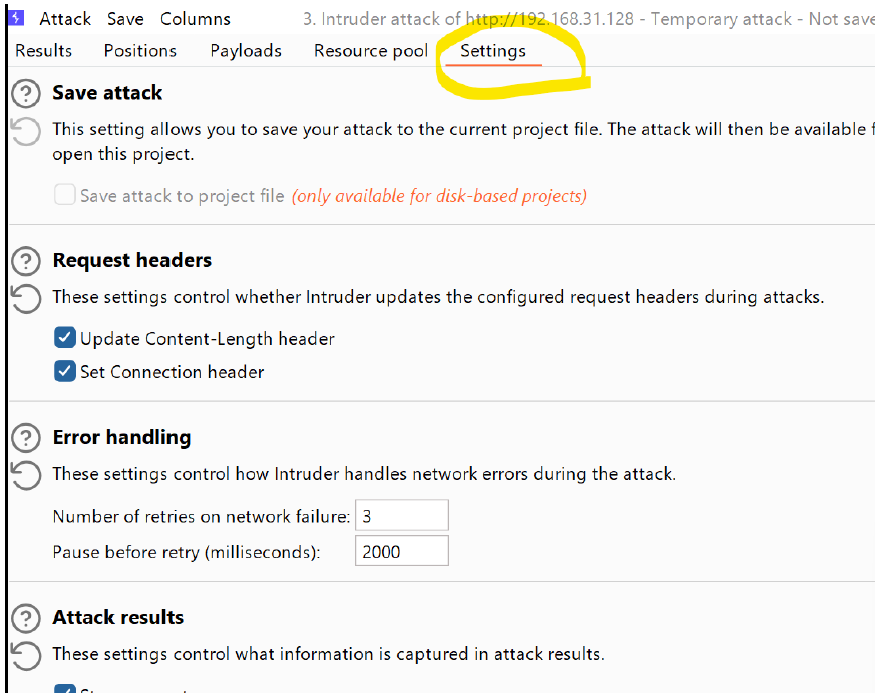 Attack Save Columns 3. Intruder attack of http://192.168.31.128 - Temporary attack - Not save
Results Positions Payloads Resource pool Settings
Save attack
This setting allows you to save your attack to the current project file. The attack will then be available f
open this project.
Save attack to project file (only available for disk-based projects)
Request headers
These settings control whether Intruder updates the configured request headers during attacks.
Update Content-Length header
Set Connection header
Error handling
These settings control how Intruder handles network errors during the attack.
Number of retries on network failure: 3
Pause before retry (milliseconds): 2000
Attack results
These settings control what information is captured in attack results.